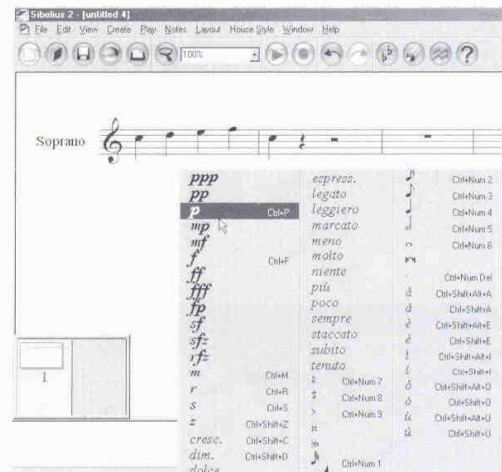 Sibelius 2 - [untitled 4]
File Edit View Create Play Notes Layout House Style Window Help
100%
Soprano
ppp
pp
p Ctrl+P
mp
mf
f Ctrl+F
ff
fff
fp
sf
sfz
rfz
m Ctrl+M
r Ctrl+R
s Ctrl+S
z Ctrl+Shift+Z
cresc. Ctrl+Shift+C
dim. Ctrl+Shift+D
dolce
espress.
legato
leggiero
marcato
meno
molto
niente
più
poco
sempre
staccato
subito
tenuto
♮ Ctrl+Num 7
♯ Ctrl+Num 8
♭ Ctrl+Num 9
Ctrl+Num 1
Ctrl+Num 2
Ctrl+Num 3
Ctrl+Num 4
Ctrl+Num 5
Ctrl+Num 6
. Ctrl+Num Del
à Ctrl+Shift+Alt+A
á Ctrl+Shift+A
è Ctrl+Shift+Alt+E
é Ctrl+Shift+E
ì Ctrl+Shift+Alt+I
í Ctrl+Shift+I
ò Ctrl+Shift+Alt+O
ó Ctrl+Shift+O
ù Ctrl+Shift+Alt+U
ú Ctrl+Shift+U
1